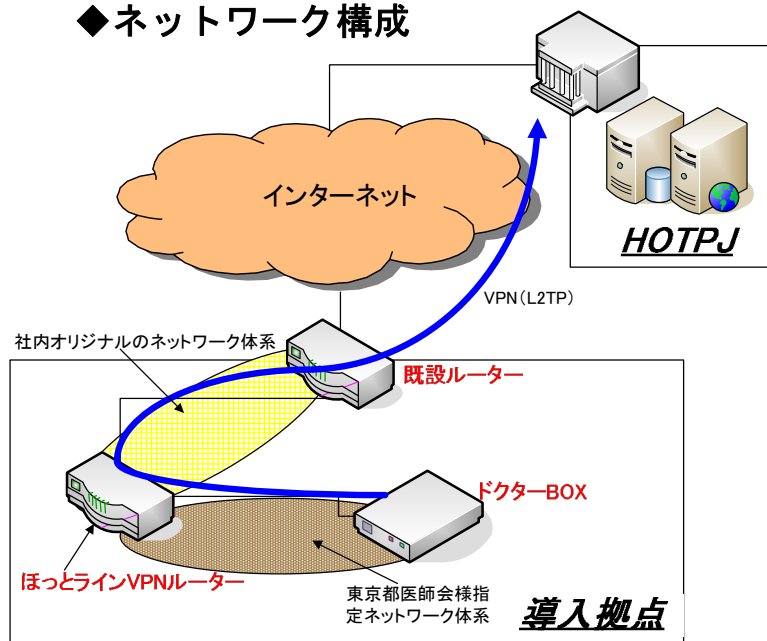 ◆ネットワーク構成
インターネット
HOTPJ
VPN(L2TP)
社内オリジナルのネットワーク体系
既設ルーター
ドクターBOX
ほっとラインVPNルーター
東京都医師会様指
定ネットワーク体系
導入拠点